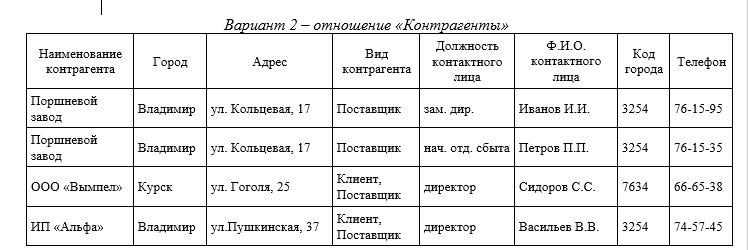 Вариант 2 – отношение «Контрагенты»
Наименование контрагента Город Адрес Вид контрагента Должность контактного лица Ф.И.О. контактного лица Код города Телефон
Поршневой завод Владимир ул. Кольцевая, 17 Поставщик зам. дир. Иванов И.И. 3254 76-15-95
Поршневой завод Владимир ул. Кольцевая, 17 Поставщик нач. отд. сбыта Петров П.П. 3254 76-15-35
ООО «Вымпел» Курск ул. Гоголя, 25 Клиент, Поставщик директор Сидоров С.С. 7634 66-65-38
ИП «Альфа» Владимир ул.Пушкинская, 37 Клиент, Поставщик директор Васильев В.В. 3254 74-57-45